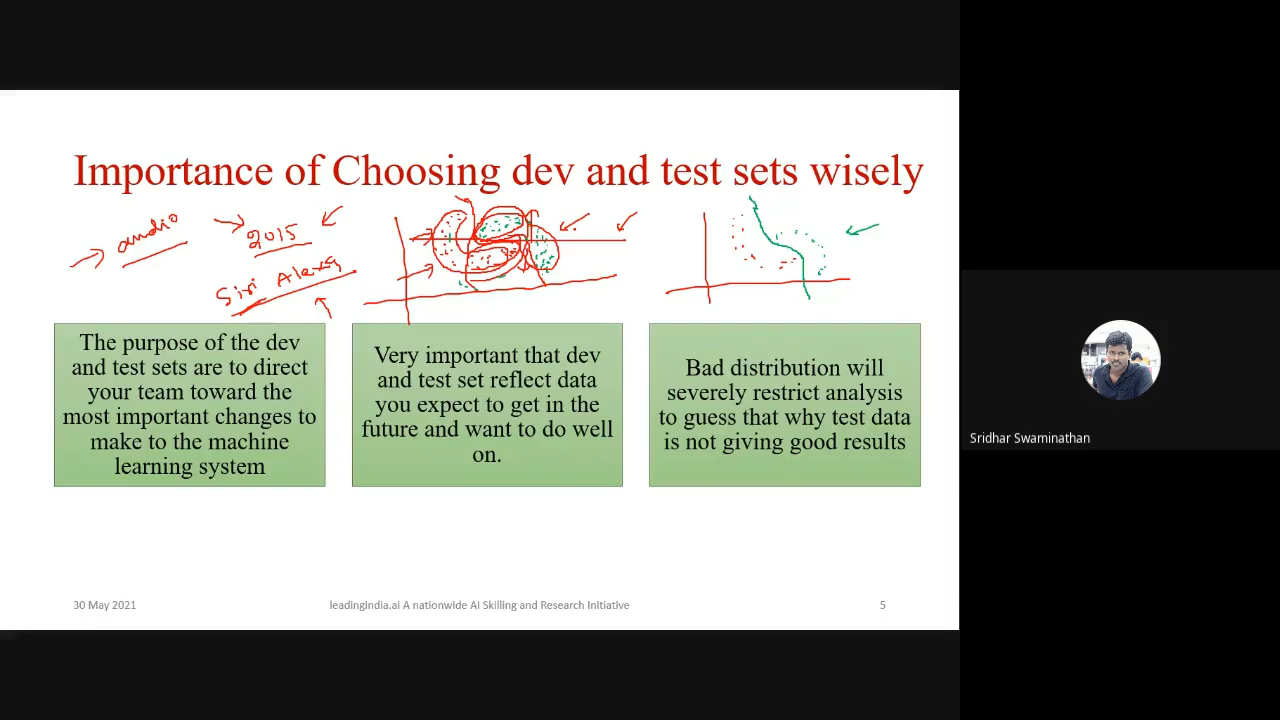 Importance of Choosing dev and test sets wisely
audio
2015
Siri Alexa
The purpose of the dev
and test sets are to direct
your team toward the
most important changes to
make to the machine
learning system
Very important that dev
and test set reflect data
you expect to get in the
future and want to do well
on.
Bad distribution will
severely restrict analysis
to guess that why test data
is not giving good results
30 May 2021
leadingindia.ai A nationwide AI Skilling and Research Initiative
5
Sridhar Swaminathan